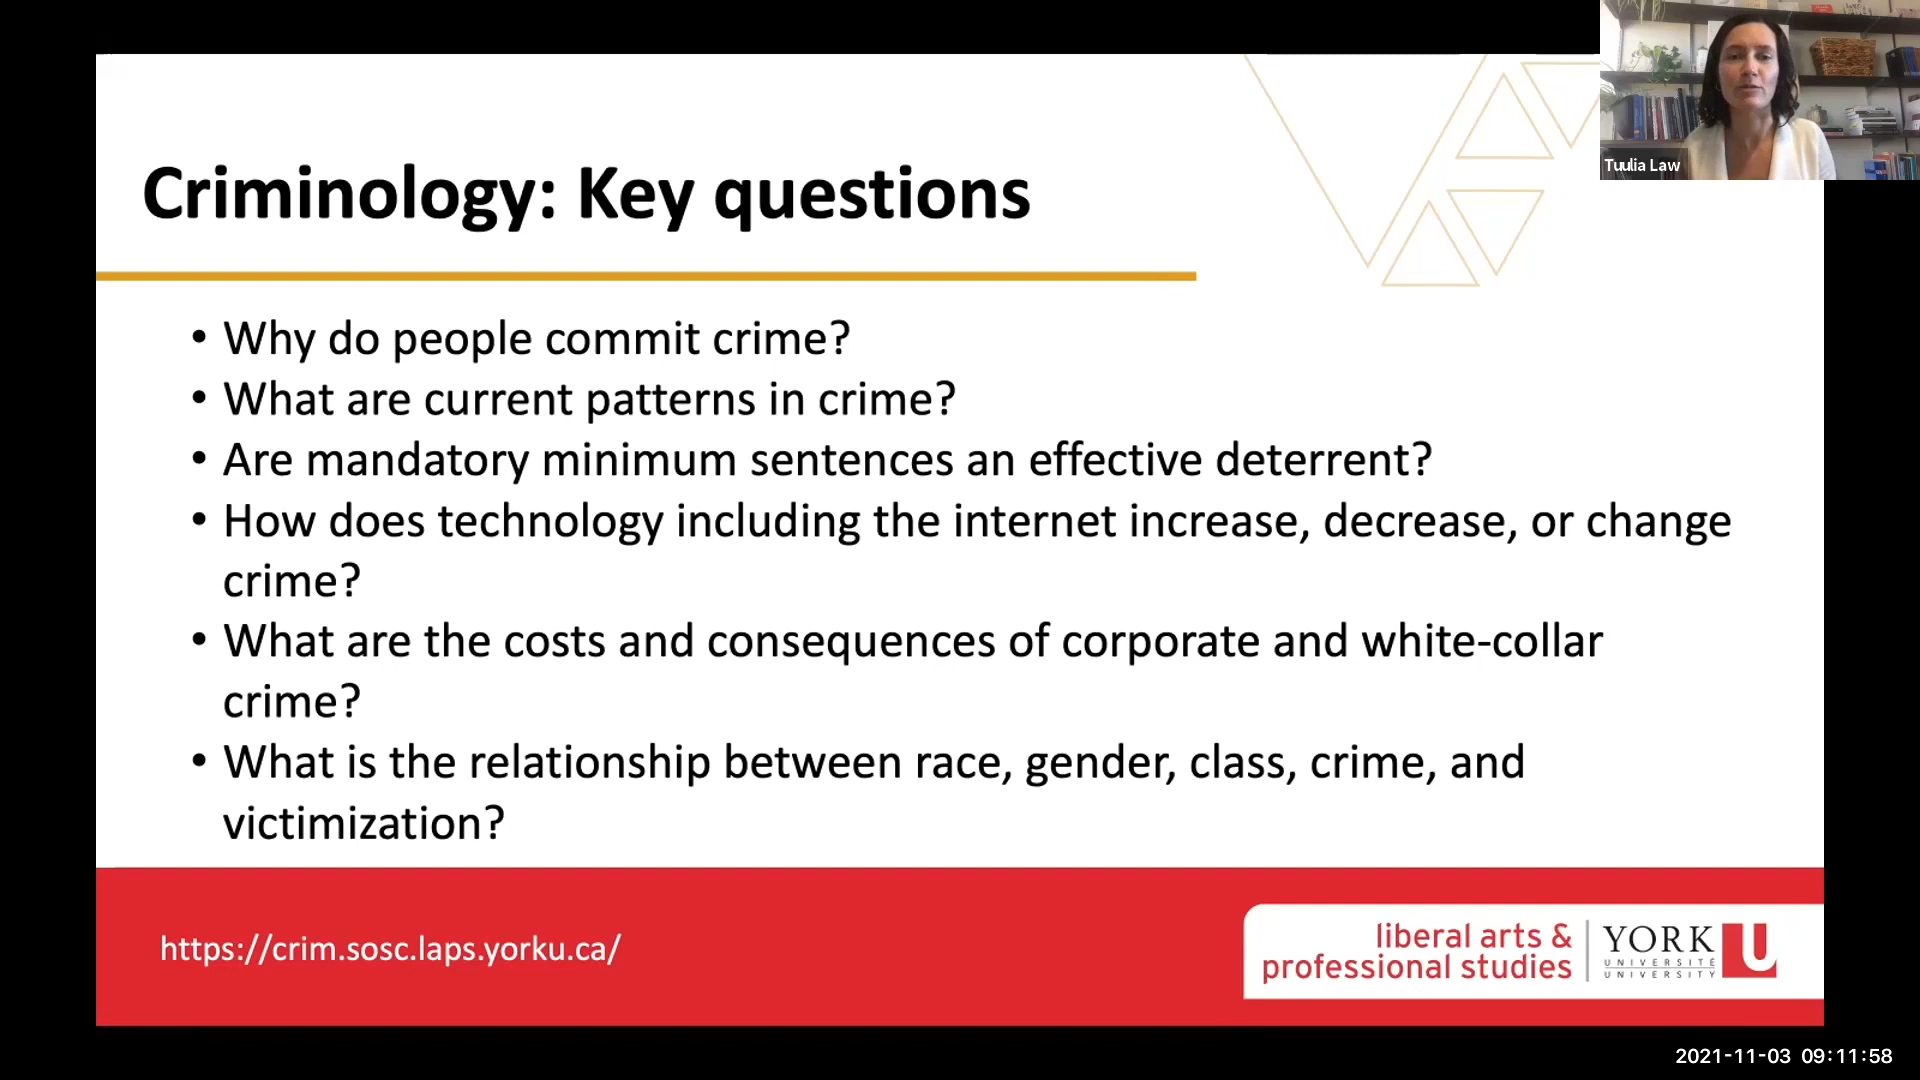 Tuulia Law
Criminology: Key questions
• Why do people commit crime?
• What are current patterns in crime?
• Are mandatory minimum sentences an effective deterrent?
• How does technology including the internet increase, decrease, or change
crime?
• What are the costs and consequences of corporate and white-collar
crime?
• What is the relationship between race, gender, class, crime, and
victimization?
https://crim.sosc.laps.yorku.ca/
liberal arts &
professional studies
YORK U
UNIVERSITÉ
UNIVERSITY
2021-11-03 09:11:58